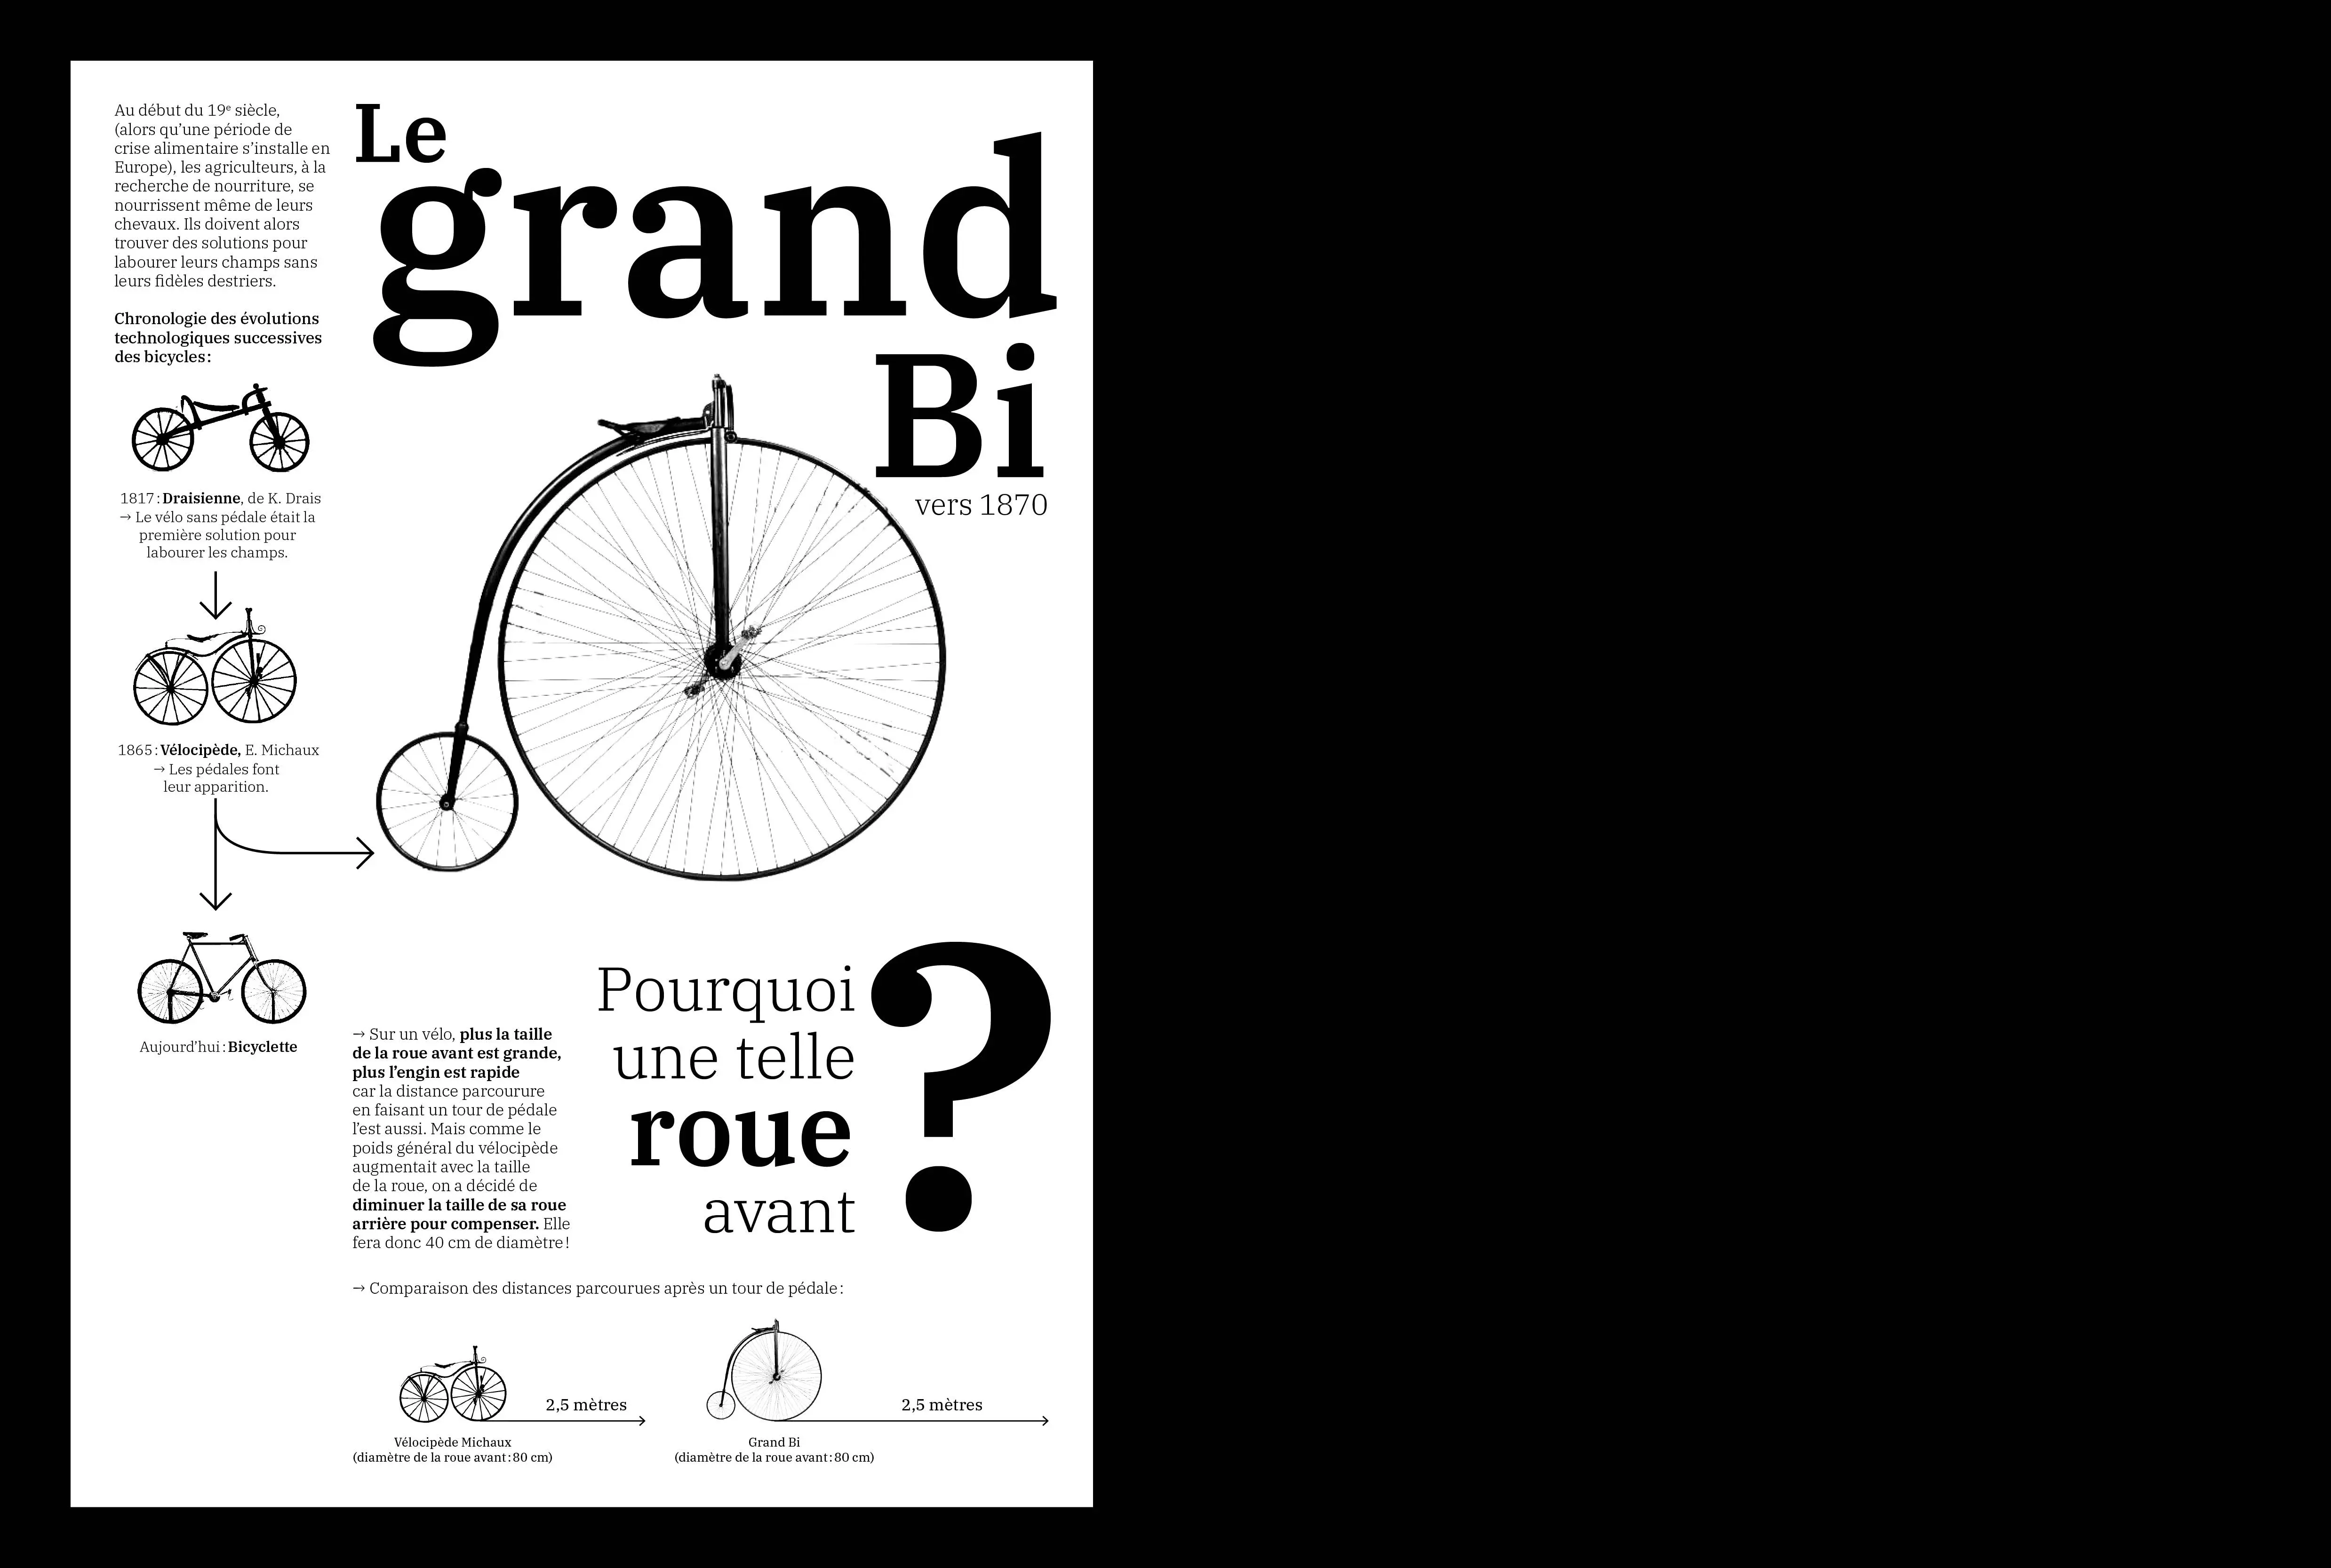 Le
grand
Bi
vers 1870
Au début du 19ᵉ siècle,
(alors qu’une période de
crise alimentaire s’installe en
Europe), les agriculteurs, à la
recherche de nourriture, se
nourrissent même de leurs
chevaux. Ils doivent alors
trouver des solutions pour
labourer leurs champs sans
leurs fidèles destriers.
Chronologie des évolutions
technologiques successives
des bicycles :
1817 : Draisienne, de K. Drais
→ Le vélo sans pédale était la
première solution pour
labourer les champs.
1865 : Vélocipède, E. Michaux
→ Les pédales font
leur apparition.
Aujourd’hui : Bicyclette
Pourquoi
une telle
roue
avant
?
→ Sur un vélo, plus la taille
de la roue avant est grande,
plus l’engin est rapide
car la distance parcourure
en faisant un tour de pédale
l’est aussi. Mais comme le
poids général du vélocipède
augmentait avec la taille
de la roue, on a décidé de
diminuer la taille de sa roue
arrière pour compenser. Elle
fera donc 40 cm de diamètre !
→ Comparaison des distances parcourues après un tour de pédale :
2,5 mètres
Vélocipède Michaux
(diamètre de la roue avant : 80 cm)
2,5 mètres
Grand Bi
(diamètre de la roue avant : 80 cm)